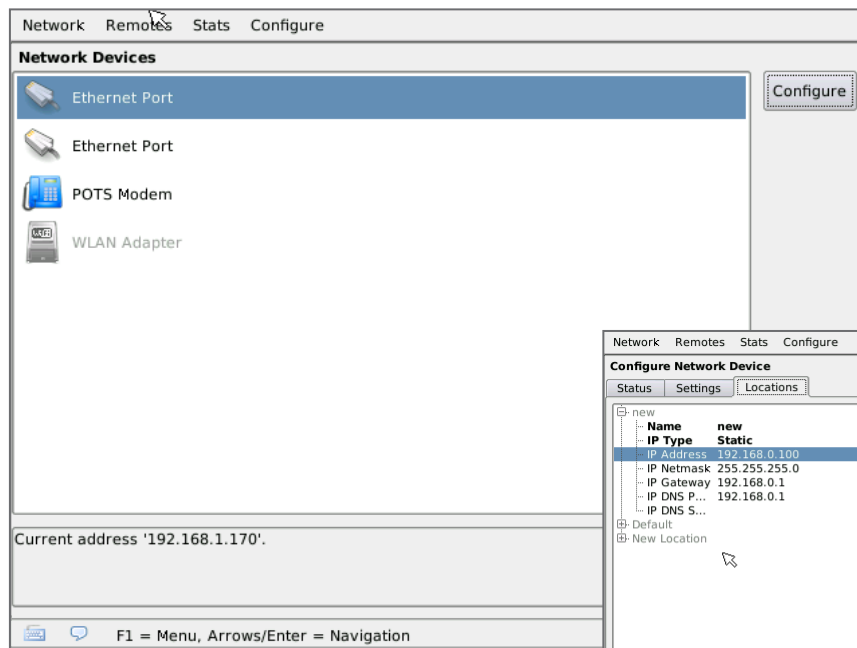 Network Remotes Stats Configure
Network Devices
Ethernet Port
Configure
Ethernet Port
POTS Modem
WLAN Adapter
Current address '192.168.1.170'.
F1 = Menu, Arrows/Enter = Navigation
Network Remotes Stats Configure
Configure Network Device
Status Settings Locations
new
Name new
IP Type Static
IP Address 192.168.0.100
IP Netmask 255.255.255.0
IP Gateway 192.168.0.1
IP DNS P... 192.168.0.1
IP DNS S...
Default
New Location